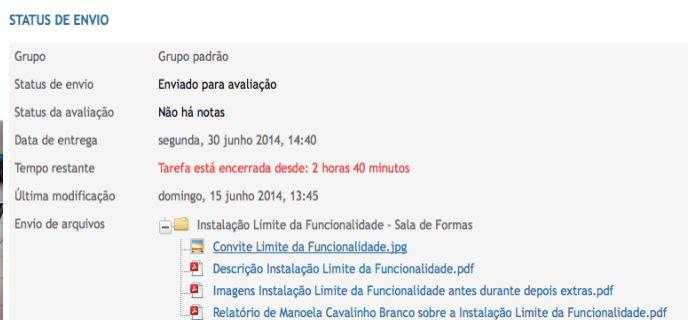 STATUS DE ENVIO
Grupo Grupo padrão
Status de envio Enviado para avaliação
Status da avaliação Não há notas
Data de entrega segunda, 30 junho 2014, 14:40
Tempo restante Tarefa está encerrada desde: 2 horas 40 minutos
Última modificação domingo, 15 junho 2014, 13:45
Envio de arquivos Instalação Limite da Funcionalidade - Sala de Formas
Convite Limite da Funcionalidade.jpg
Descrição Instalação Limite da Funcionalidade.pdf
Imagens Instalação Limite da Funcionalidade antes durante depois extras.pdf
Relatório de Manoela Cavalinho Branco sobre a Instalação Limite da Funcionalidade.pdf